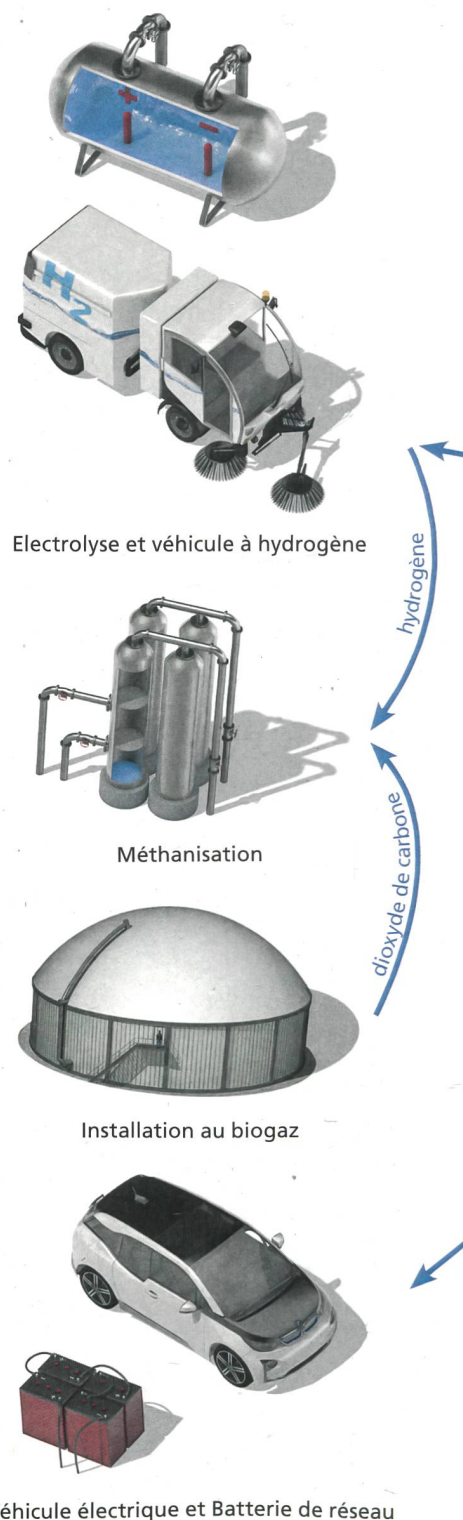 +
-
H2
Electrolyse et véhicule à hydrogène
hydrogène
Méthanisation
dioxyde de carbone
Installation au biogaz
éhicule électrique et Batterie de réseau